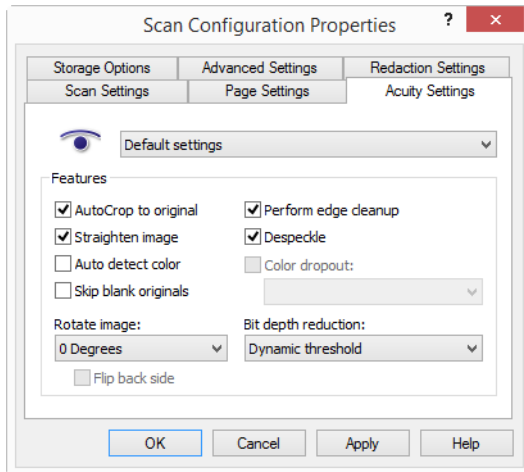 Scan Configuration Properties ? ×
Storage Options Advanced Settings Redaction Settings
Scan Settings Page Settings Acuity Settings
Default settings
Features
AutoCrop to original Perform edge cleanup
Straighten image Despeckle
Auto detect color Color dropout:
Skip blank originals
Rotate image: Bit depth reduction:
0 Degrees Dynamic threshold
Flip back side
OK Cancel Apply Help